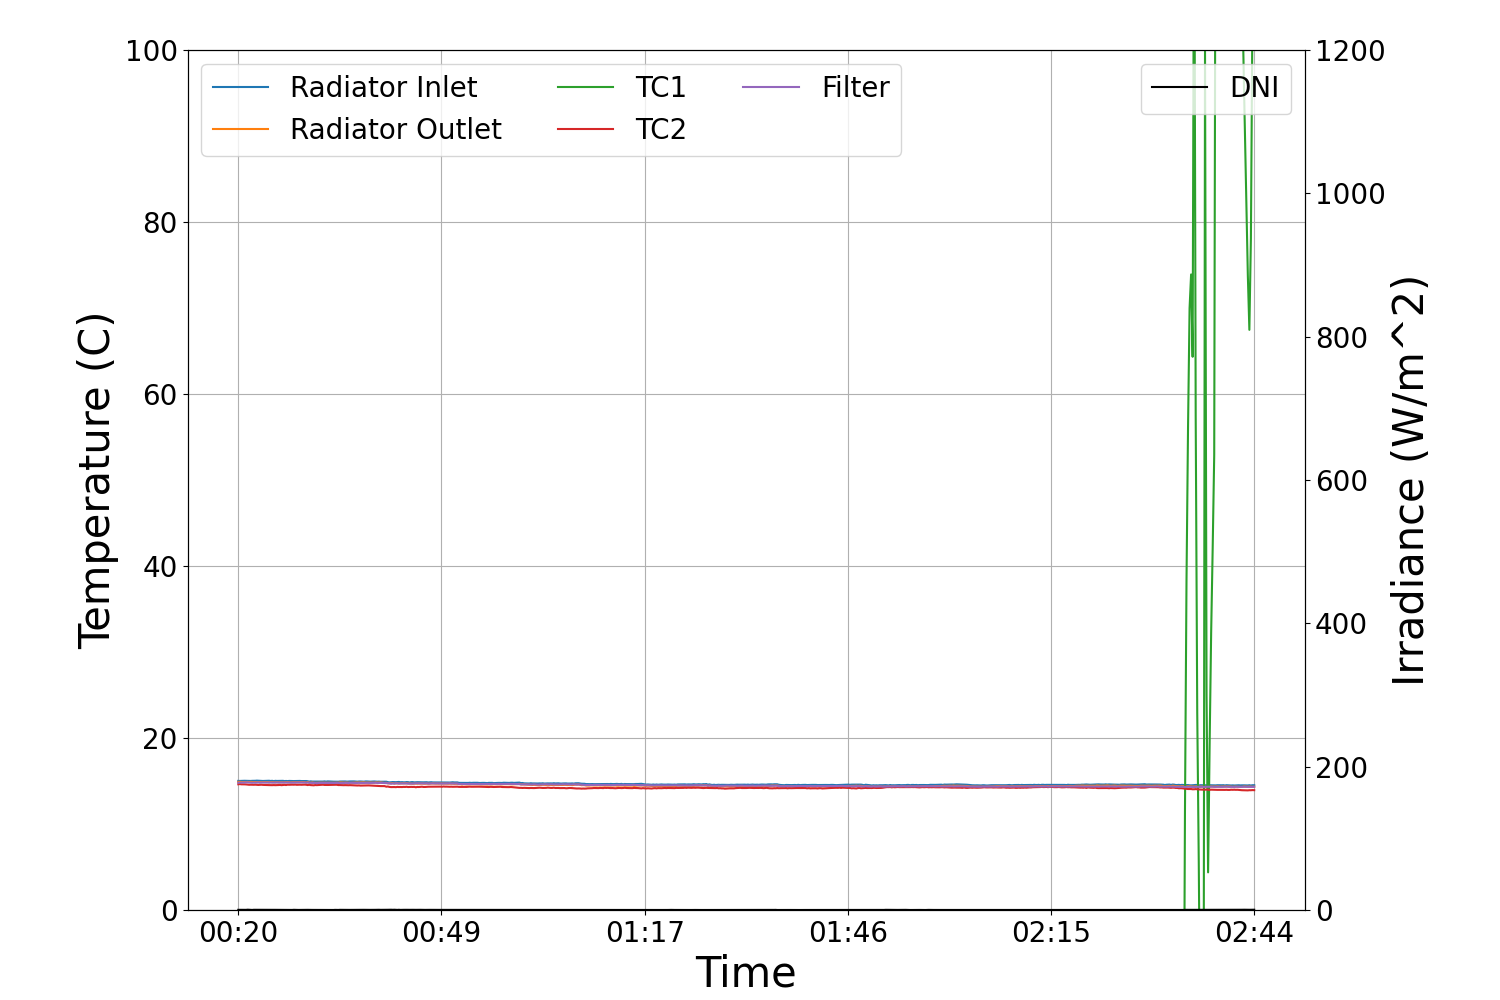 Radiator Inlet
Radiator Outlet
TC1
TC2
Filter
DNI
Temperature (C)
100
80
60
40
20
0
Irradiance (W/m^2)
1200
1000
800
600
400
200
0
00:20 00:49 01:17 01:46 02:15 02:44
Time